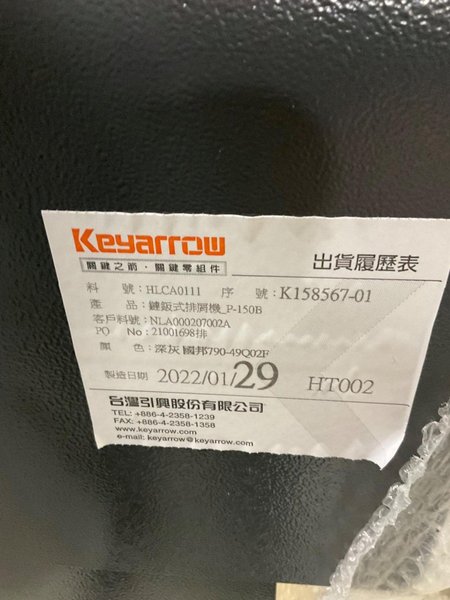 Keyarrow
關鍵之箭・關鍵零組件
出貨履歷表
料 號：HLCA0111 序 號：K158567-01
產 品：鏈鈑式排屑機_P-150B
客戶料號：NLA000207002A
PO No：21001698排
顏 色：深灰 國邦790-49Q02F
製造日期 2022/01/29 HT002
台灣引興股份有限公司
TEL: +886-4-2358-1239
FAX: +886-4-2358-1358
www.keyarrow.com
e-mail: keyarrow@keyarrow.com